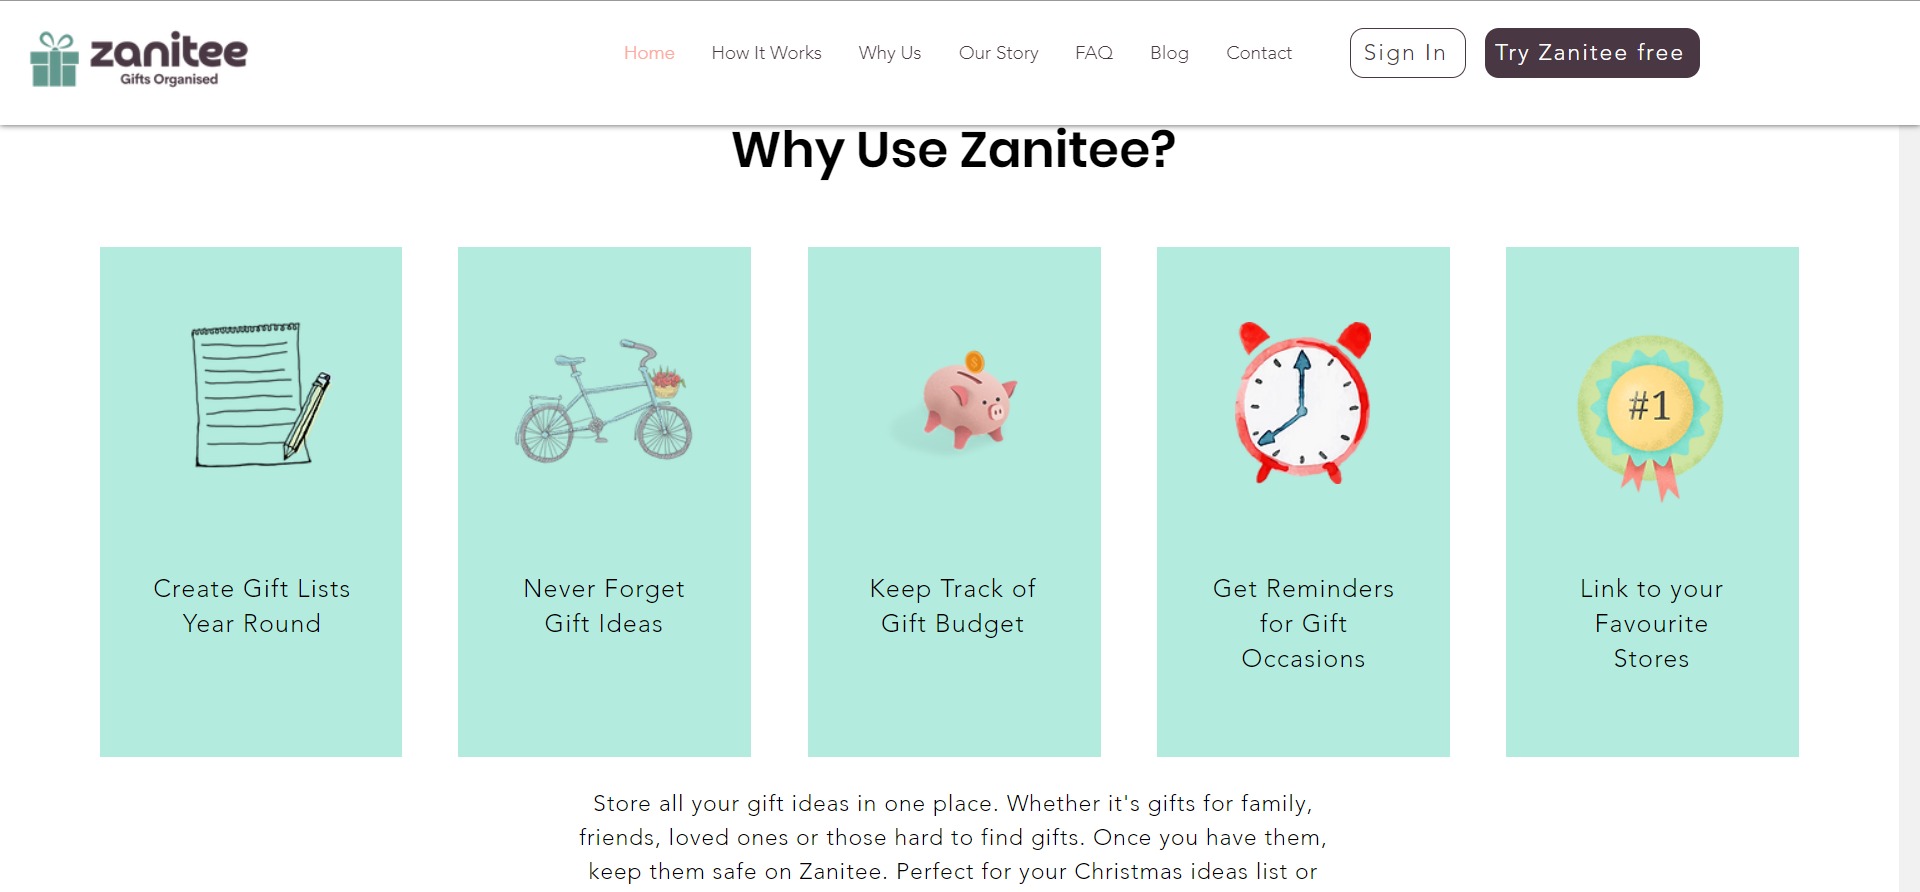 zanitee
Gifts Organised
Home How It Works Why Us Our Story FAQ Blog Contact Sign In Try Zanitee free
Why Use Zanitee?
#1
Create Gift Lists
Year Round
Never Forget
Gift Ideas
Keep Track of
Gift Budget
Get Reminders
for Gift
Occasions
Link to your
Favourite
Stores
Store all your gift ideas in one place. Whether it's gifts for family,
friends, loved ones or those hard to find gifts. Once you have them,
keep them safe on Zanitee. Perfect for your Christmas ideas list or